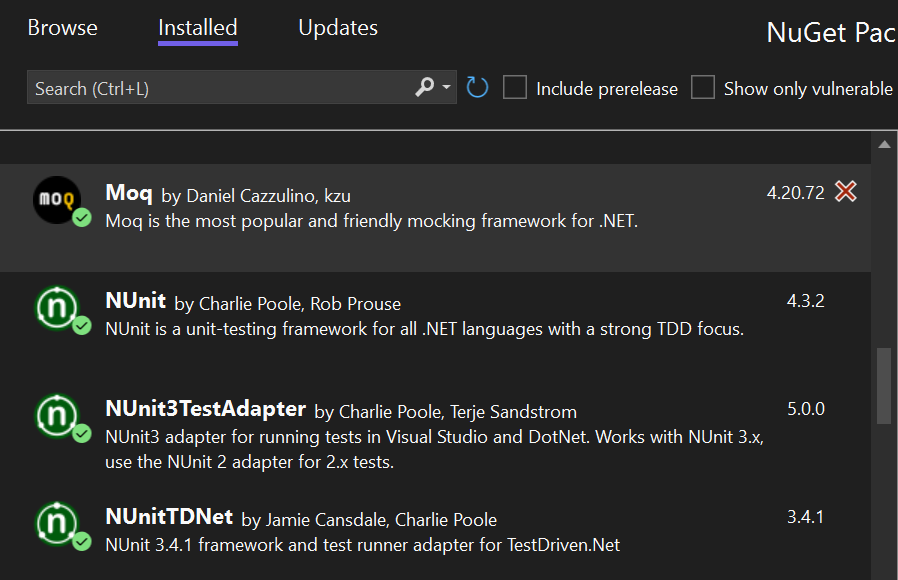 Browse Installed Updates NuGet Pac
Search (Ctrl+L) Include prerelease Show only vulnerable
moq Moq by Daniel Cazzulino, kzu 4.20.72
Moq is the most popular and friendly mocking framework for .NET.
n NUnit by Charlie Poole, Rob Prouse 4.3.2
NUnit is a unit-testing framework for all .NET languages with a strong TDD focus.
n NUnit3TestAdapter by Charlie Poole, Terje Sandstrom 5.0.0
NUnit3 adapter for running tests in Visual Studio and DotNet. Works with NUnit 3.x,
use the NUnit 2 adapter for 2.x tests.
n NUnitTDNet by Jamie Cansdale, Charlie Poole 3.4.1
NUnit 3.4.1 framework and test runner adapter for TestDriven.Net